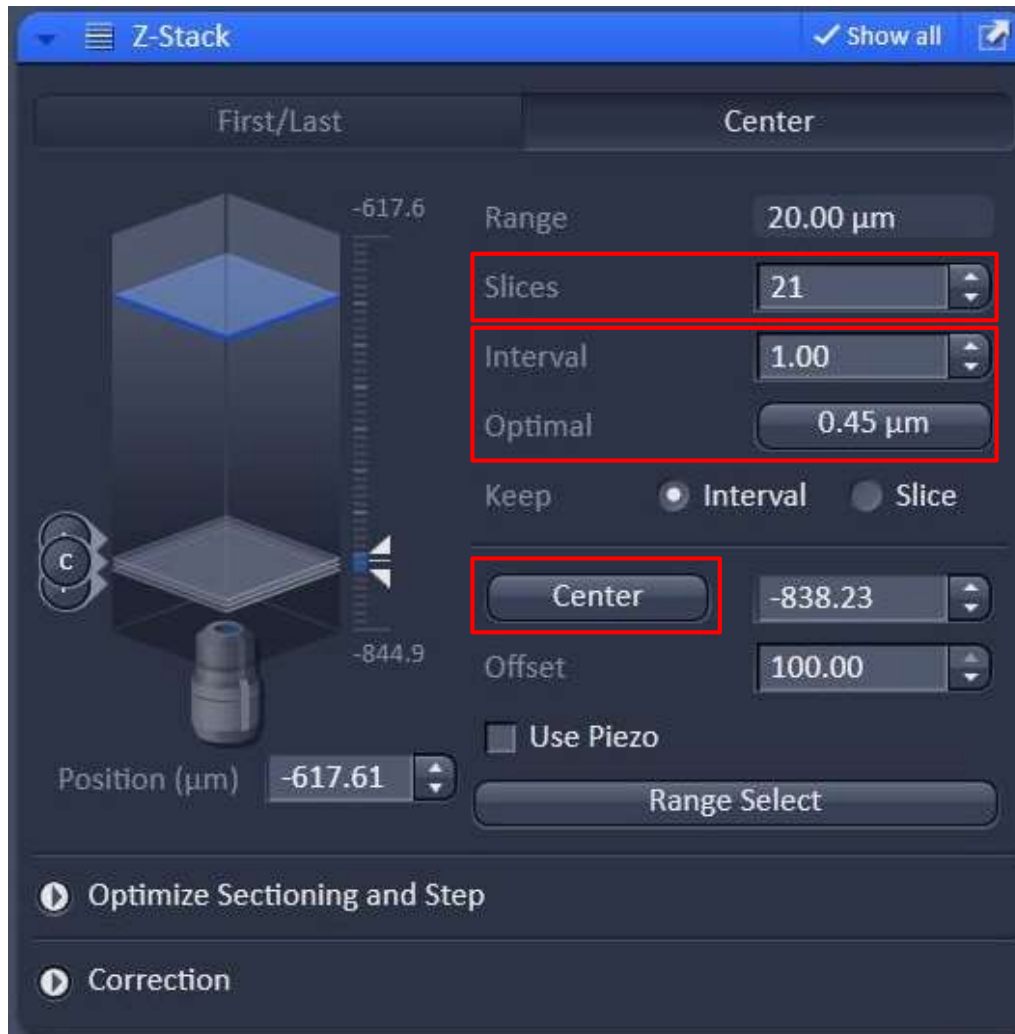 Z-Stack Show all
First/Last Center
-617.6
Range 20.00 µm
Slices 21
Interval 1.00
Optimal 0.45 µm
Keep Interval Slice
C
Center -838.23
-844.9
Offset 100.00
Use Piezo
Position (µm) -617.61
Range Select
Optimize Sectioning and Step
Correction